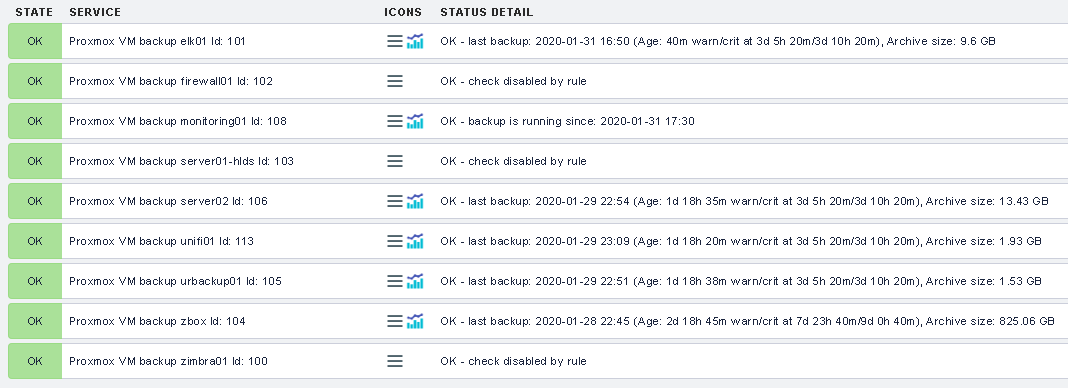 STATE SERVICE ICONS STATUS DETAIL
OK Proxmox VM backup elk01 Id: 101 OK - last backup: 2020-01-31 16:50 (Age: 40m warn/crit at 3d 5h 20m/3d 10h 20m), Archive size: 9.6 GB
OK Proxmox VM backup firewall01 Id: 102 OK - check disabled by rule
OK Proxmox VM backup monitoring01 Id: 108 OK - backup is running since: 2020-01-31 17:30
OK Proxmox VM backup server01-hlds Id: 103 OK - check disabled by rule
OK Proxmox VM backup server02 Id: 106 OK - last backup: 2020-01-29 22:54 (Age: 1d 18h 35m warn/crit at 3d 5h 20m/3d 10h 20m), Archive size: 13.43 GB
OK Proxmox VM backup unifi01 Id: 113 OK - last backup: 2020-01-29 23:09 (Age: 1d 18h 20m warn/crit at 3d 5h 20m/3d 10h 20m), Archive size: 1.93 GB
OK Proxmox VM backup urbackup01 Id: 105 OK - last backup: 2020-01-29 22:51 (Age: 1d 18h 38m warn/crit at 3d 5h 20m/3d 10h 20m), Archive size: 1.53 GB
OK Proxmox VM backup zbox Id: 104 OK - last backup: 2020-01-28 22:45 (Age: 2d 18h 45m warn/crit at 7d 23h 40m/9d 0h 40m), Archive size: 825.06 GB
OK Proxmox VM backup zimbra01 Id: 100 OK - check disabled by rule